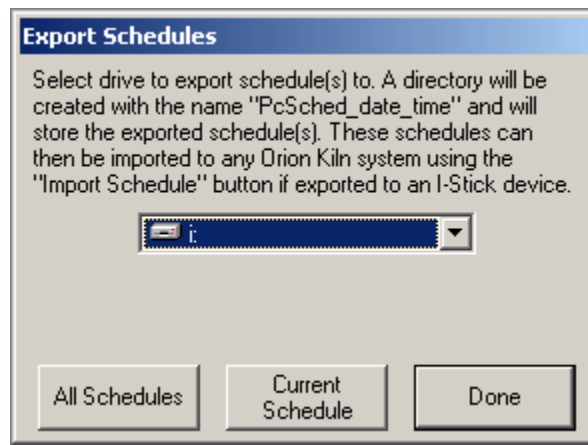 Export Schedules
Select drive to export schedule(s) to. A directory will be
created with the name "PcSched_date_time" and will
store the exported schedule(s). These schedules can
then be imported to any Orion Kiln system using the
"Import Schedule" button if exported to an I-Stick device.
i:
All Schedules
Current
Schedule
Done